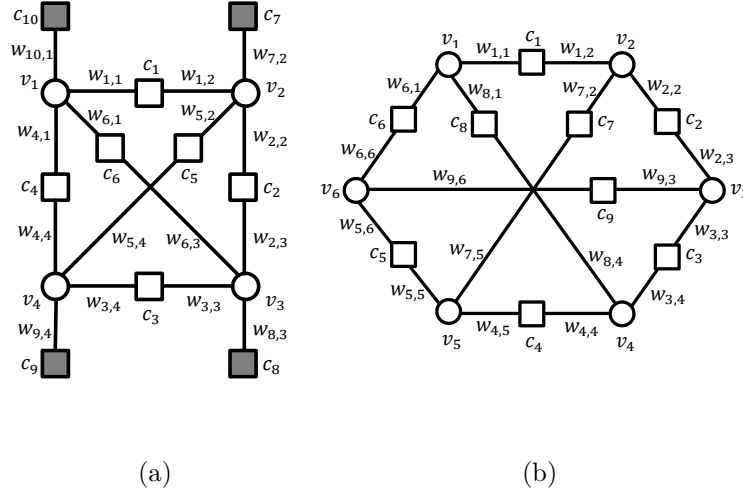 c₁₀ c₇
w₁₀,₁ w₇,₂
v₁ w₁,₁ c₁ w₁,₂ v₂
w₆,₁ w₅,₂
w₄,₁ w₂,₂
c₆ c₅
c₄ c₂
w₄,₄ w₅,₄ w₆,₃ w₂,₃
v₄ w₃,₄ w₃,₃ v₃
c₃
w₉,₄ w₈,₃
c₉ c₈
(a)
v₁ w₁,₁ c₁ w₁,₂ v₂
w₆,₁ w₈,₁ w₇,₂ w₂,₂
c₆ c₈ c₇ c₂
w₆,₆ w₂,₃
v₆ w₉,₆ w₉,₃
c₉
w₅,₆ w₃,₃
c₅ w₇,₅ w₈,₄ c₃
w₅,₅ w₃,₄
w₄,₅ w₄,₄
v₅ c₄ v₄
(b)